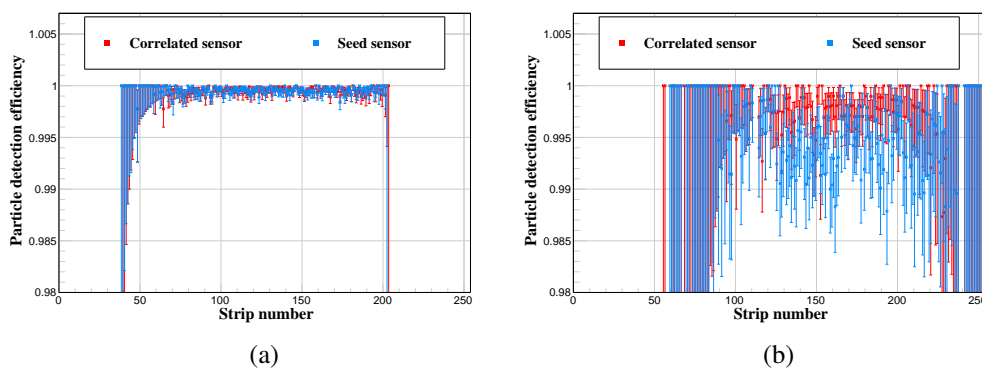 Particle detection efficiency
1.005
1
0.995
0.99
0.985
0.98
Correlated sensor
Seed sensor
0 50 100 150 200 250
Strip number
(a)
Particle detection efficiency
1.005
1
0.995
0.99
0.985
0.98
Correlated sensor
Seed sensor
0 50 100 150 200 250
Strip number
(b)